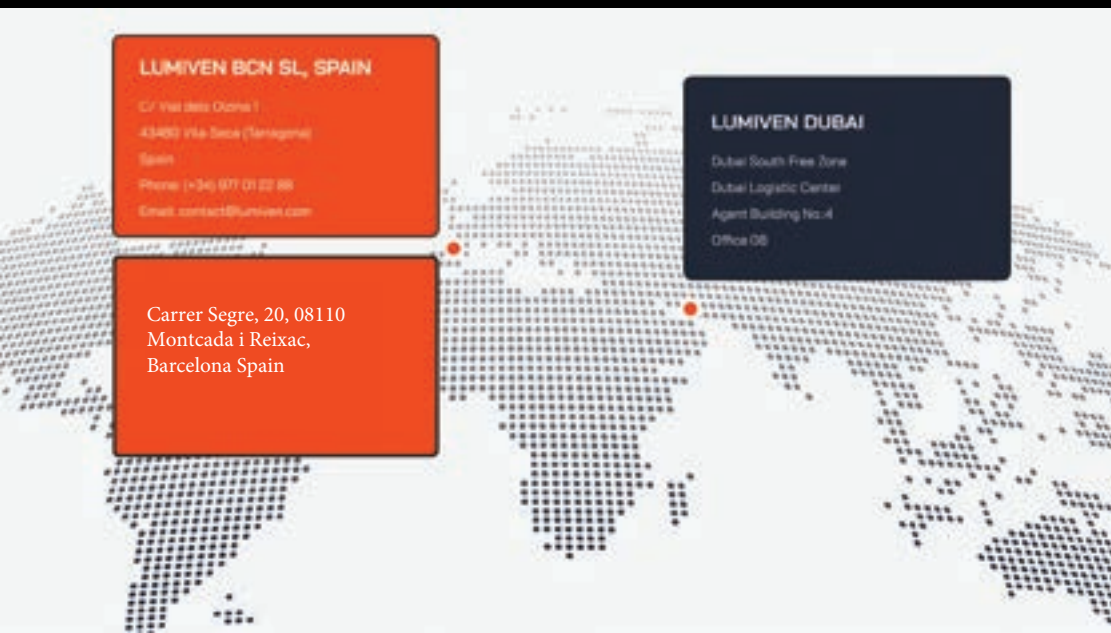 LUMIVEN BCN SL, SPAIN
C/ Vial dels Olzina 1
43480 Vila-Seca (Tarragona)
Spain
Phone: (+34) 977 01 22 88
Email: contact@lumiven.com
Carrer Segre, 20, 08110
Montcada i Reixac,
Barcelona Spain
LUMIVEN DUBAI
Dubai South Free Zone
Dubai Logistic Center
Agent Building No.:4
Office 08